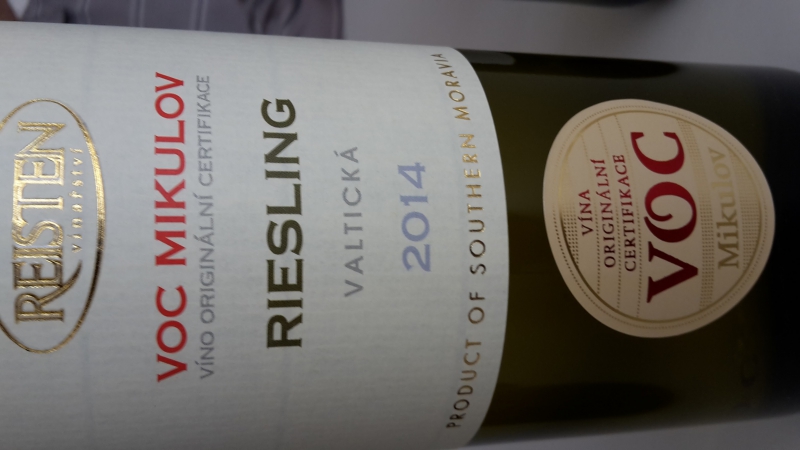 REISTEN
vinařství
VOC MIKULOV
VÍNO ORIGINÁLNÍ CERTIFIKACE
RIESLING
VALTICKÁ
2014
PRODUCT OF SOUTHERN MORAVIA
VÍNA
ORIGINÁLNÍ
CERTIFIKACE
VOC
Mikulov